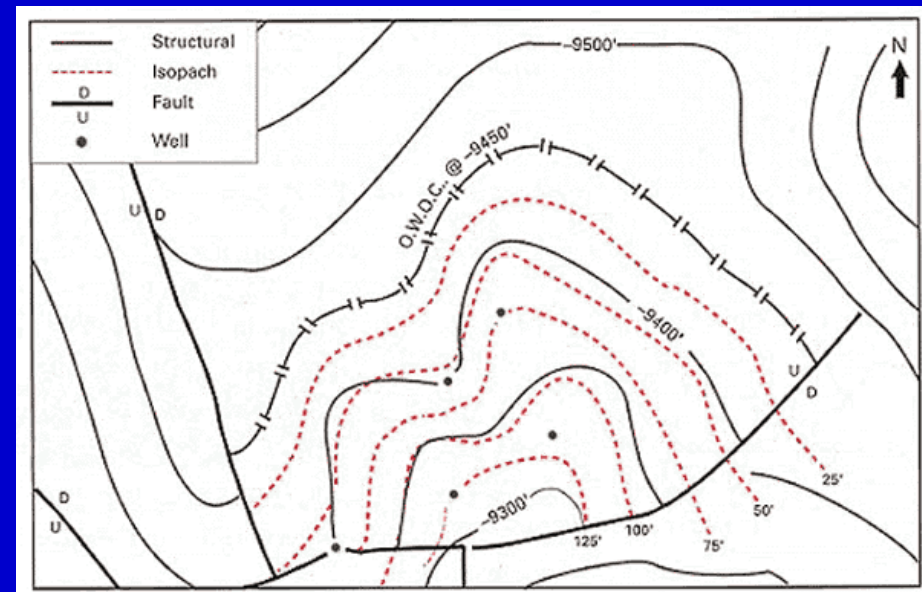 Structural
Isopach
D
U
Fault
Well
N
-9500'
O.W.O.C... @ -9450'
U
D
-9400'
U
D
25'
-9300'
50'
D
U
125'
100'
75'